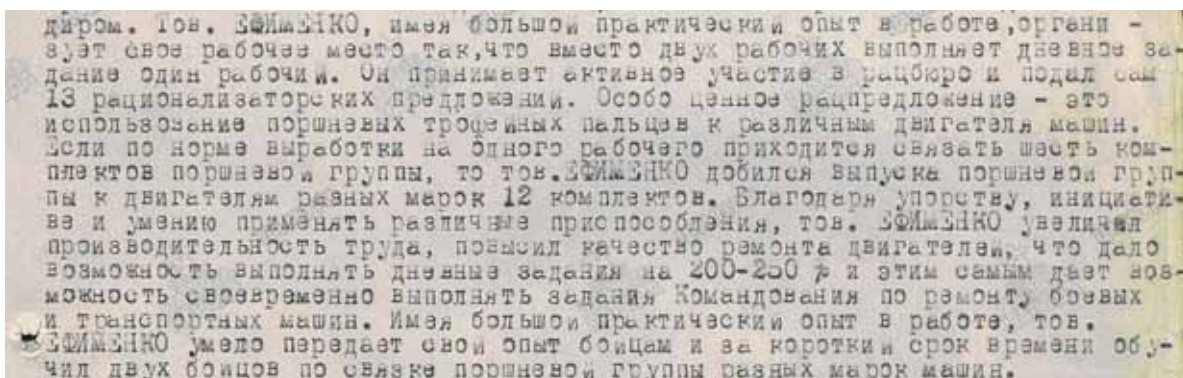 диром. Тов. ЕФИМЕНКО, имея большой практический опыт в работе,органи -
зует свое рабочее место так,что вместо двух рабочих выполняет дневное за-
дание один рабочий. Он принимает активное участие в рацбюро и подал сам
13 рационализаторских предложений. Особо ценное рацпредложение - это
использование поршневых трофейных пальцев к различным двигателя машин.
Если по норме выработки на одного рабочего приходится связать шесть ком-
плектов поршневой группы, то тов.ЕФИМЕНКО добился выпуска поршневой груп-
пы к двигателям разных марок 12 комплектов. Благодаря упорству, инициати-
ве и умению применять различные приспособления, тов. ЕФИМЕНКО увеличил
производительность труда, повысил качество ремонта двигателей, что дало
возможность выполнять дневные задания на 200-250 % и этим самым дает воз-
можность своевременно выполнять задания Командования по ремонту боевых
и транспортных машин. Имея большой практический опыт в работе, тов.
ЕФИМЕНКО умело передает свой опыт бойцам и за короткий срок времени обу-
чил двух бойцов по связке поршневой группы разных марок машин.